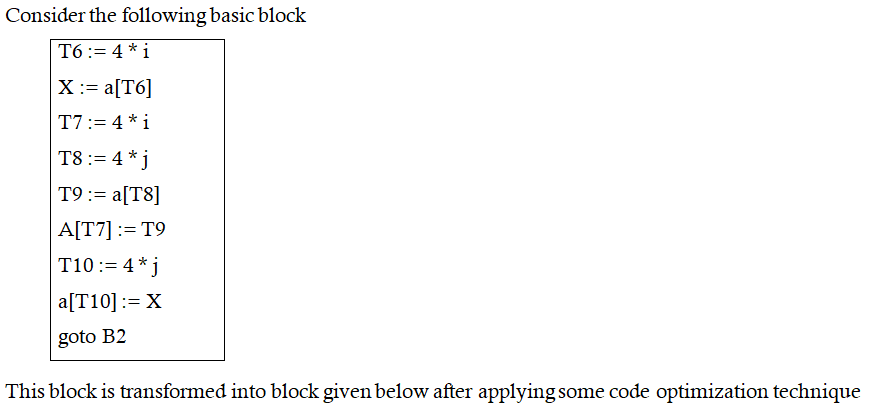 Consider the following basic block
T6 := 4 * i
X := a[T6]
T7 := 4 * i
T8 := 4 * j
T9 := a[T8]
A[T7] := T9
T10 := 4 * j
a[T10] := X
goto B2
This block is transformed into block given below after applying some code optimization technique